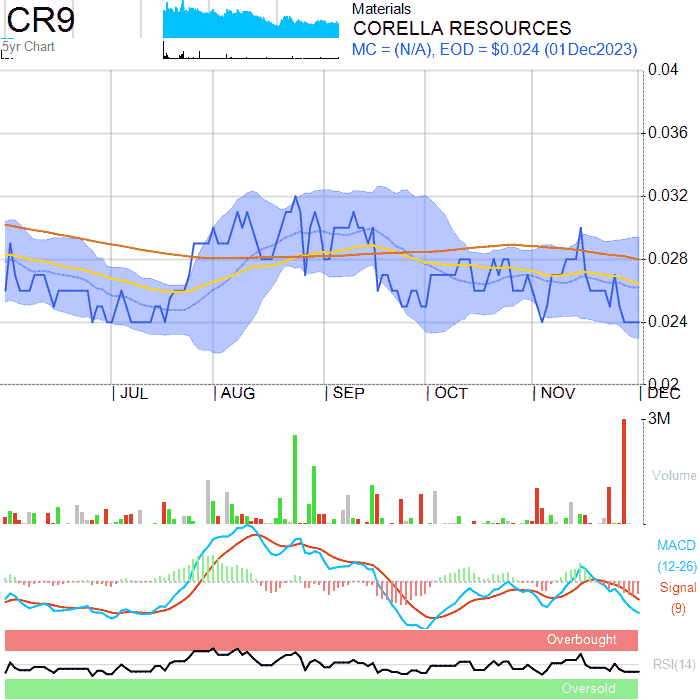 CR9
5yr Chart
Materials
CORELLA RESOURCES
MC = (N/A), EOD = $0.024 (01Dec2023)
0.04
0.036
0.032
0.028
0.024
0.02
JUL AUG SEP OCT NOV DEC
3M
Volume
MACD
(12-26)
Signal
(9)
Overbought
RSI(14)
Oversold